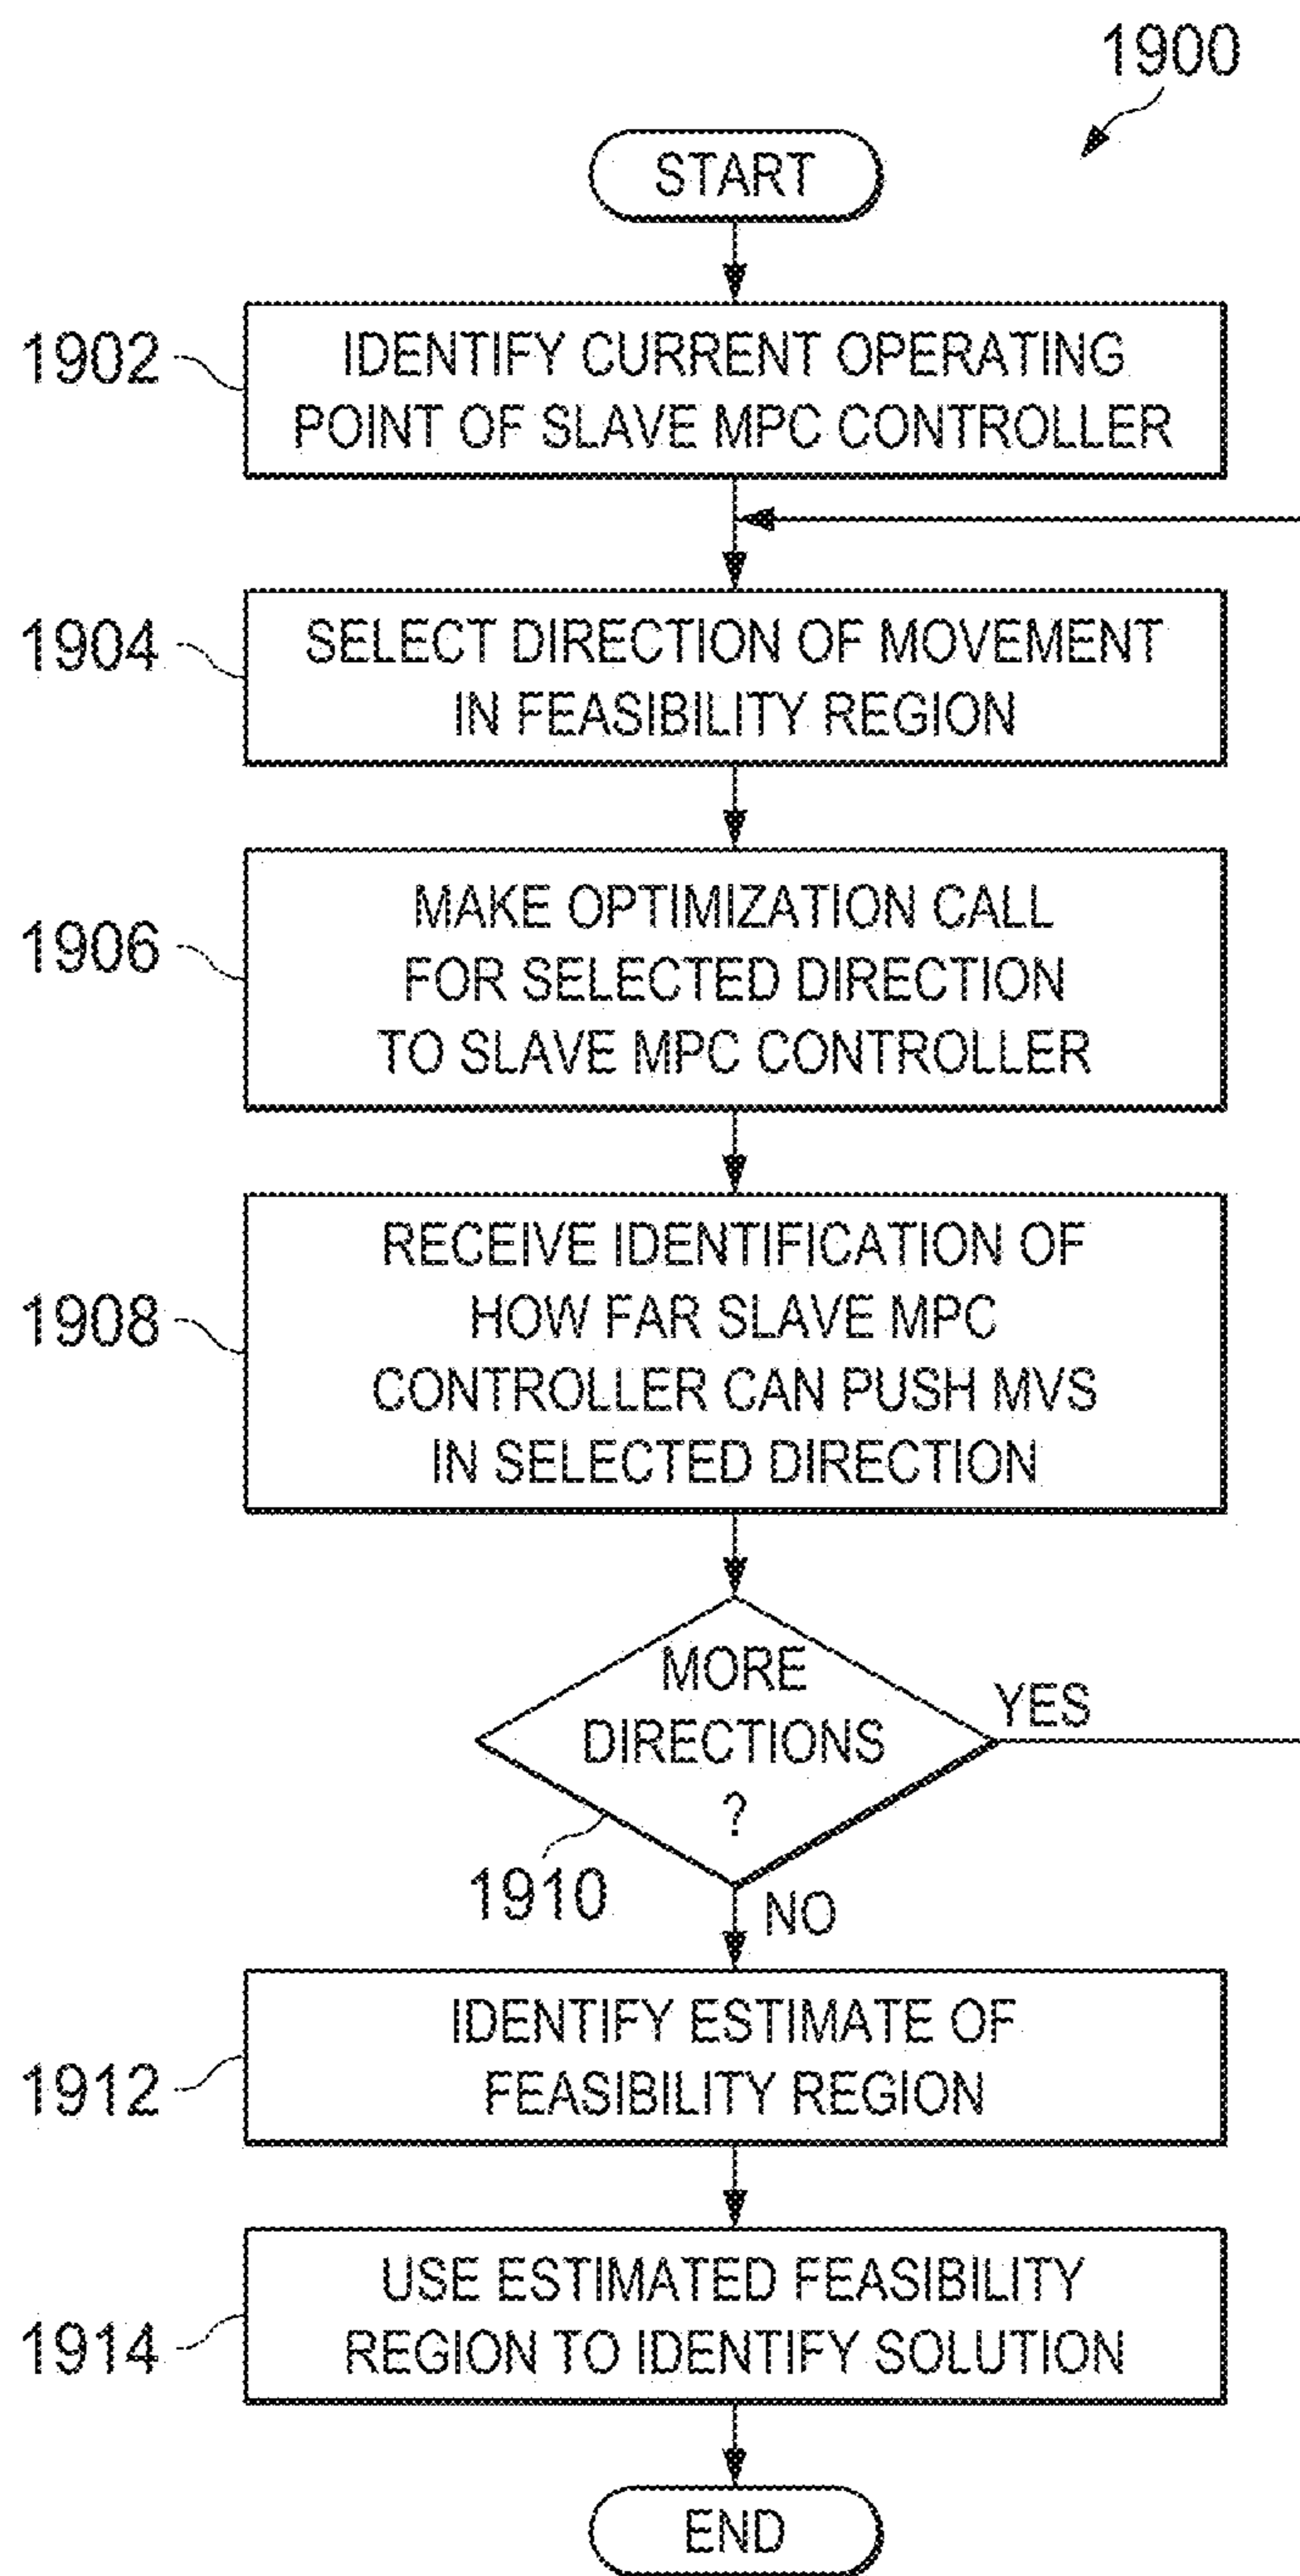 1900
START
1902
IDENTIFY CURRENT OPERATING
POINT OF SLAVE MPC CONTROLLER
1904
SELECT DIRECTION OF MOVEMENT
IN FEASIBILITY REGION
1906
MAKE OPTIMIZATION CALL
FOR SELECTED DIRECTION
TO SLAVE MPC CONTROLLER
1908
RECEIVE IDENTIFICATION OF
HOW FAR SLAVE MPC
CONTROLLER CAN PUSH MVS
IN SELECTED DIRECTION
MORE
DIRECTIONS
?
YES
1910
NO
1912
IDENTIFY ESTIMATE OF
FEASIBILITY REGION
1914
USE ESTIMATED FEASIBILITY
REGION TO IDENTIFY SOLUTION
END